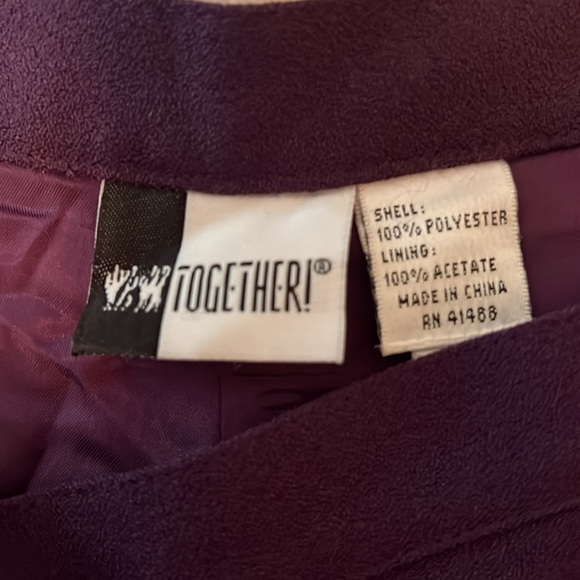 TOGETHER!®
SHELL:
100% POLYESTER
LINING:
100% ACETATE
MADE IN CHINA
RN 41488